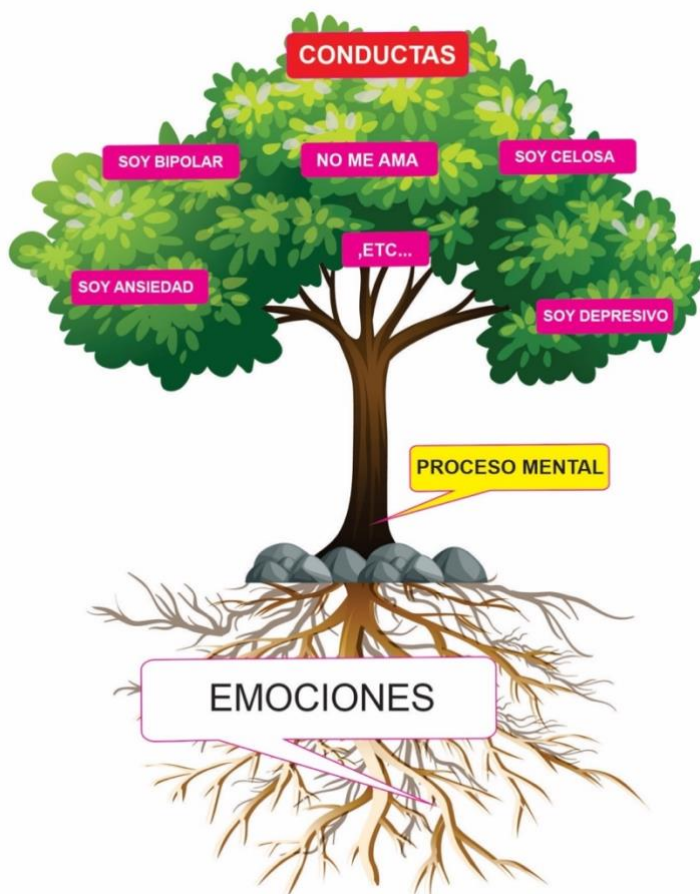 CONDUCTAS
SOY BIPOLAR
NO ME AMA
SOY CELOSA
,ETC...
SOY ANSIEDAD
SOY DEPRESIVO
PROCESO MENTAL
EMOCIONES